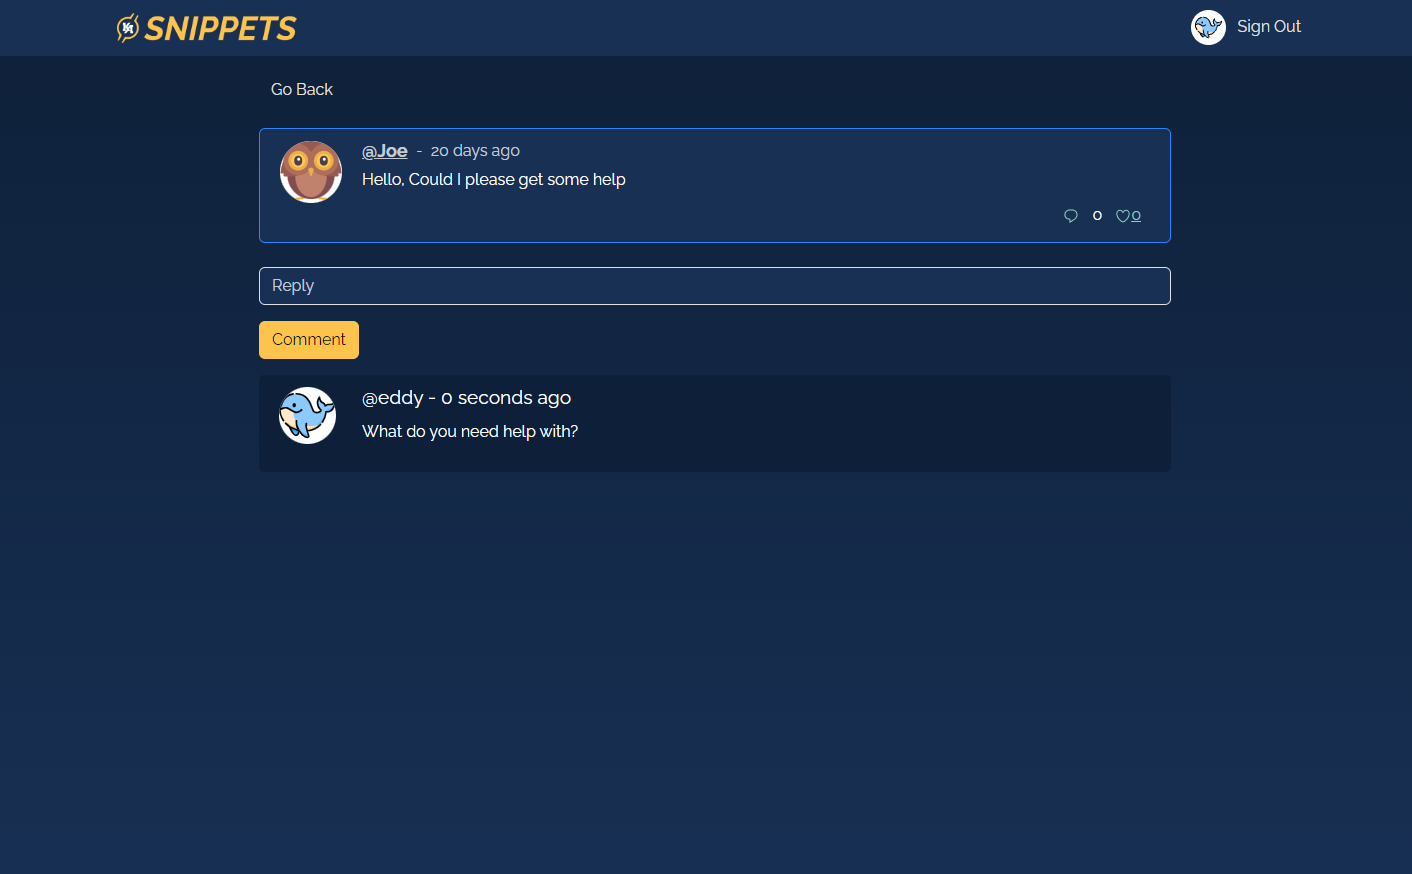 SNIPPETS
Sign Out
Go Back
@Joe - 20 days ago
Hello, Could I please get some help
0 0
Reply
Comment
@eddy - 0 seconds ago
What do you need help with?